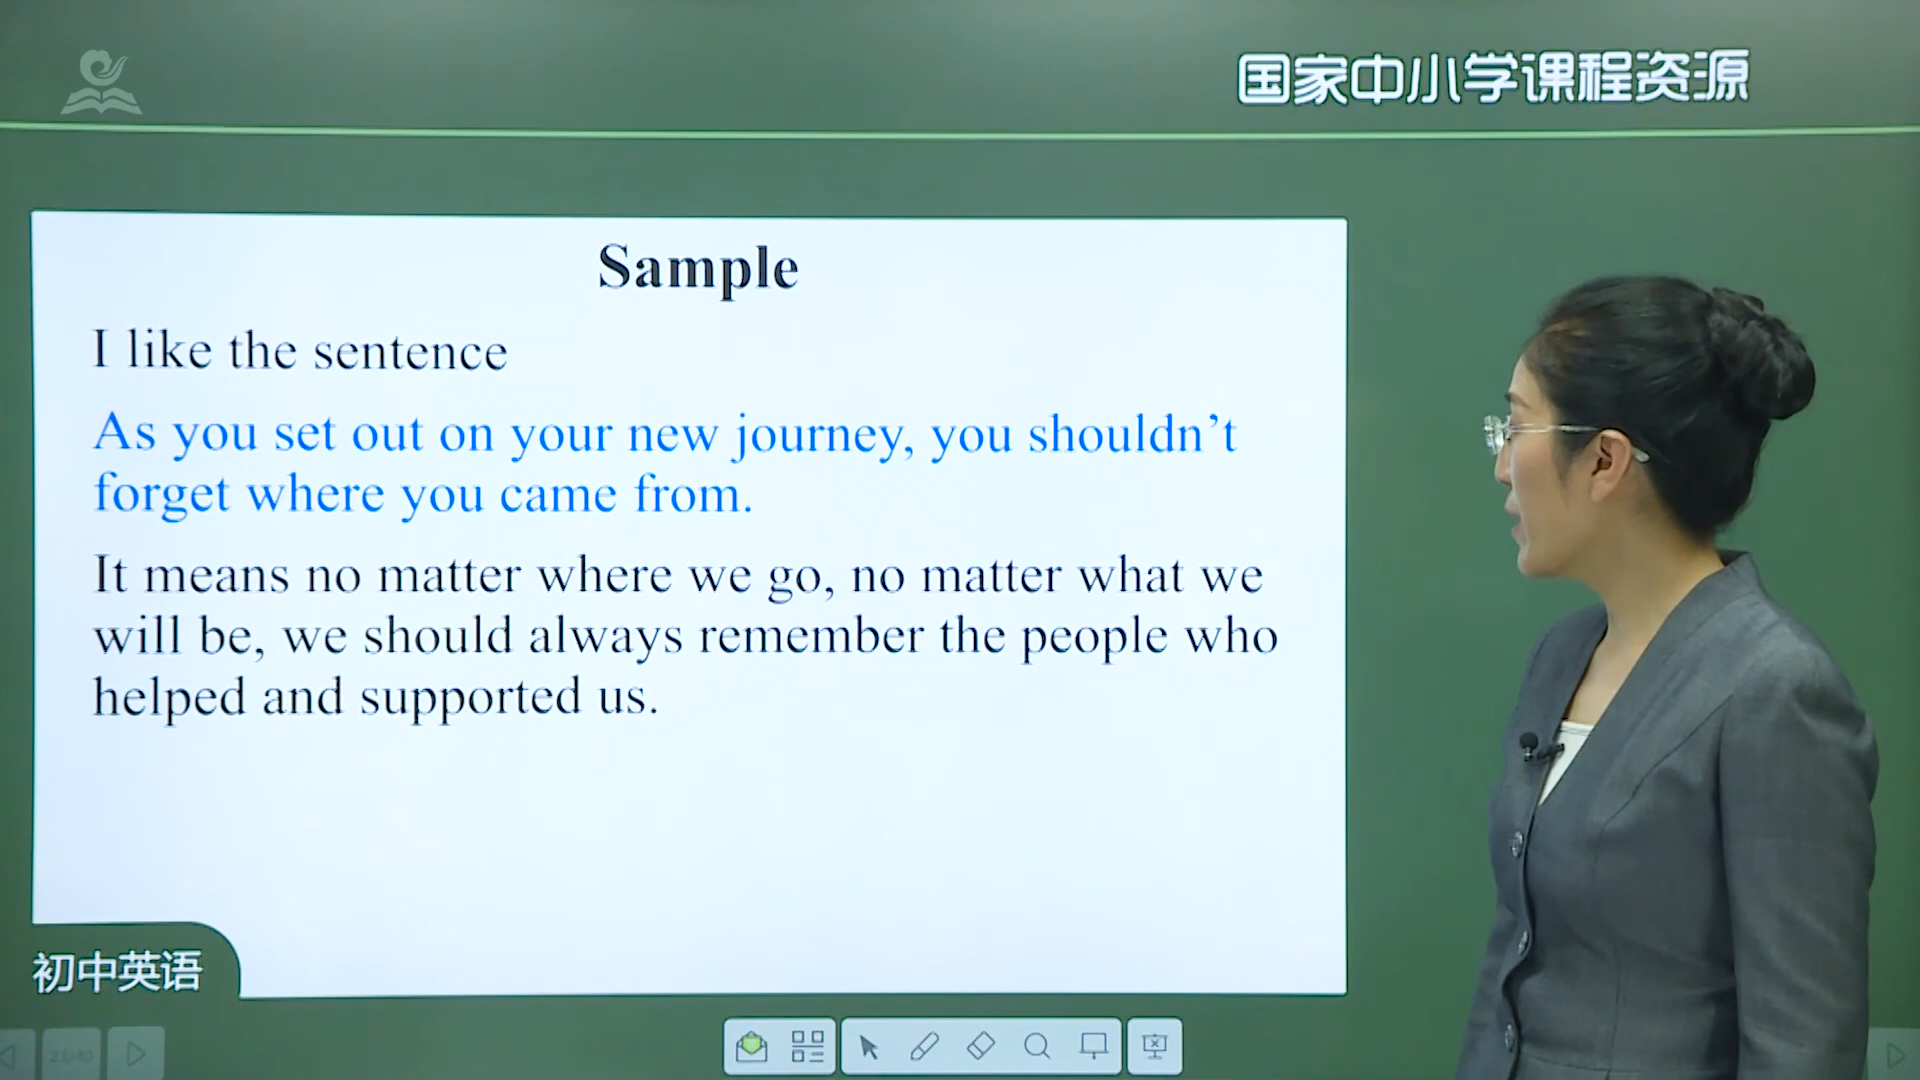 国家中小学课程资源
Sample
I like the sentence
As you set out on your new journey, you shouldn't
forget where you came from.
It means no matter where we go, no matter what we
will be, we should always remember the people who
helped and supported us.
初中英语